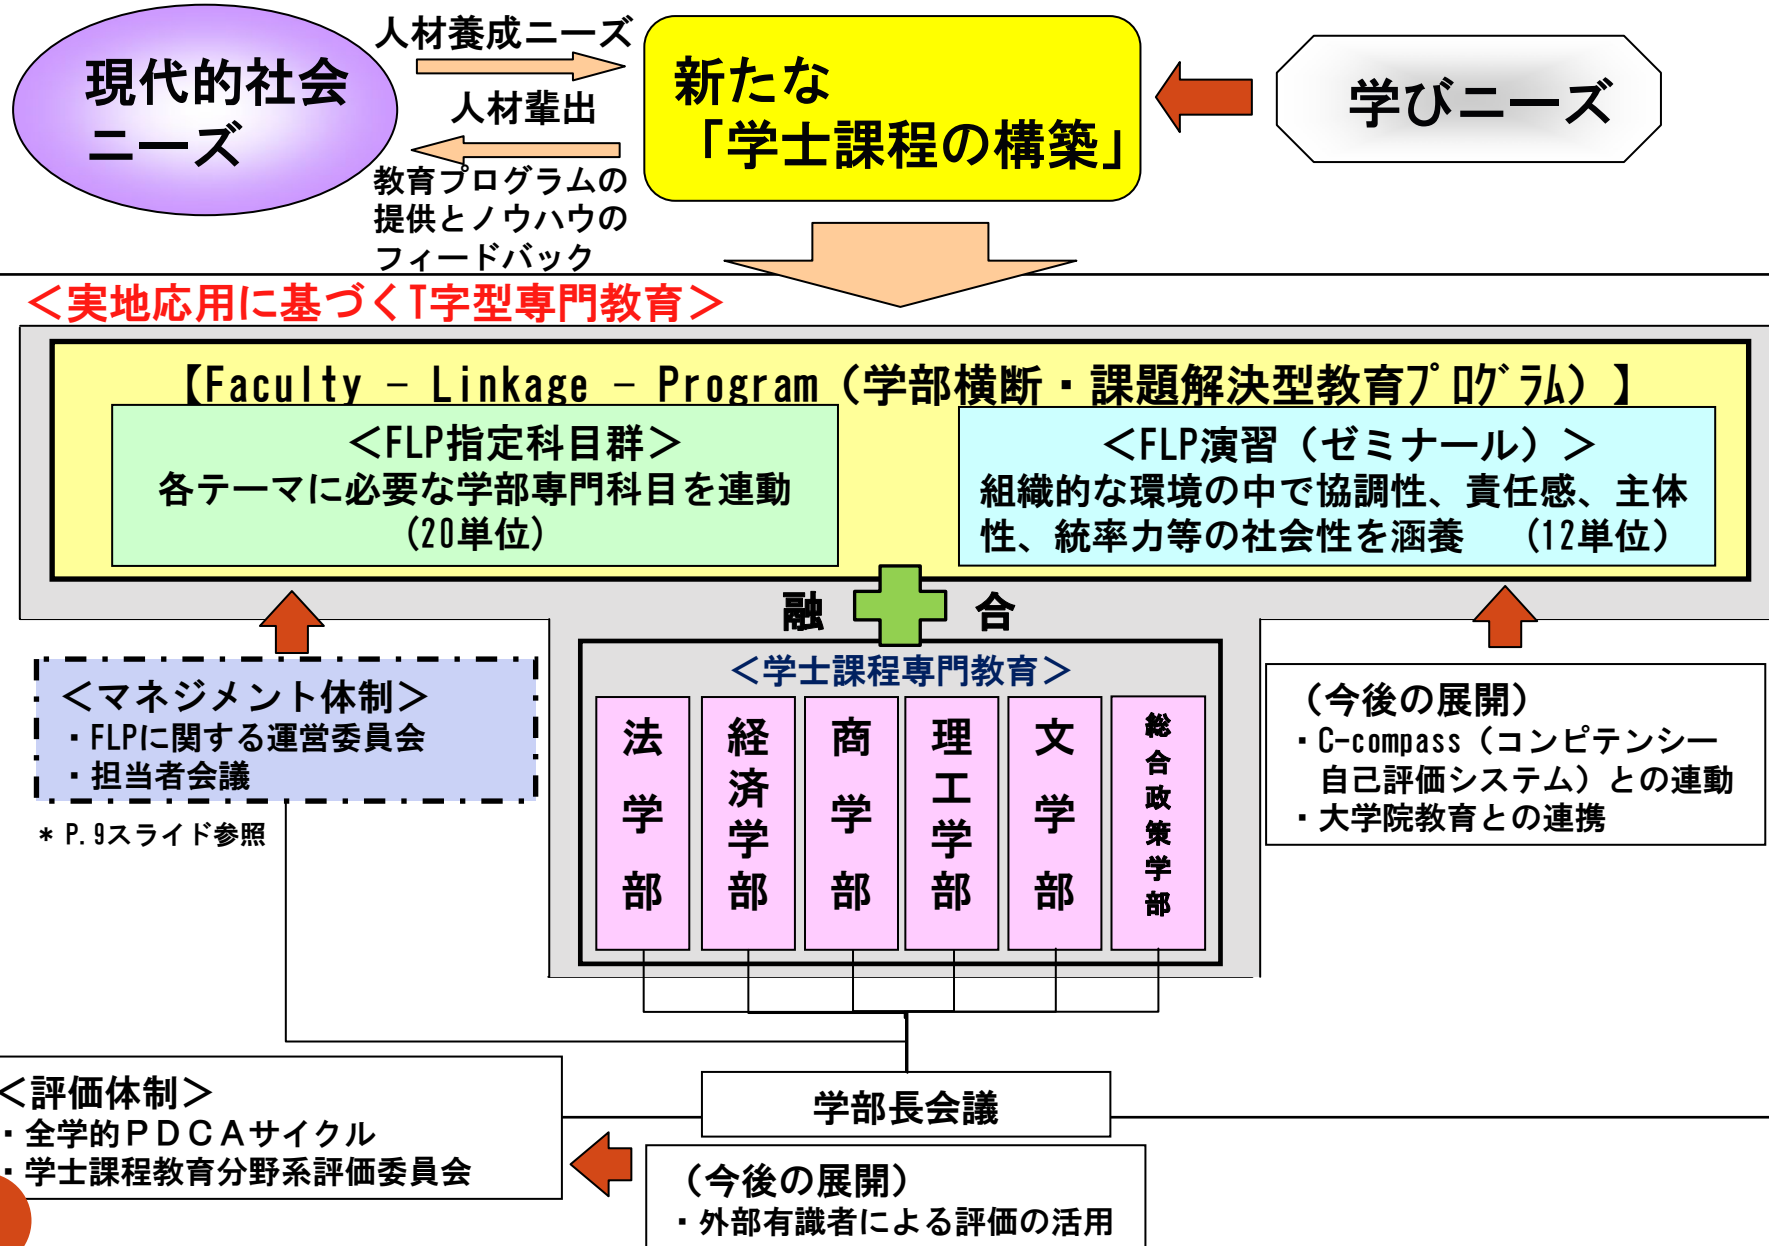 現代的社会
ニーズ
人材養成ニーズ
人材輩出
教育プログラムの
提供とノウハウの
フィードバック
新たな
「学士課程の構築」
学びニーズ
＜実地応用に基づくT字型専門教育＞
【Faculty － Linkage － Program（学部横断・課題解決型教育ﾌﾟﾛｸﾞﾗﾑ）】
＜FLP指定科目群＞
各テーマに必要な学部専門科目を連動
（20単位）
＜FLP演習（ゼミナール）＞
組織的な環境の中で協調性、責任感、主体
性、統率力等の社会性を涵養　（12単位）
融　合
＜マネジメント体制＞
・FLPに関する運営委員会
・担当者会議
＊P.9スライド参照
＜学士課程専門教育＞
法学部
経済学部
商学部
理工学部
文学部
総合政策学部
（今後の展開）
・C-compass（コンピテンシー
自己評価システム）との連動
・大学院教育との連携
学部長会議
＜評価体制＞
・全学的ＰＤＣＡサイクル
・学士課程教育分野系評価委員会
（今後の展開）
・外部有識者による評価の活用